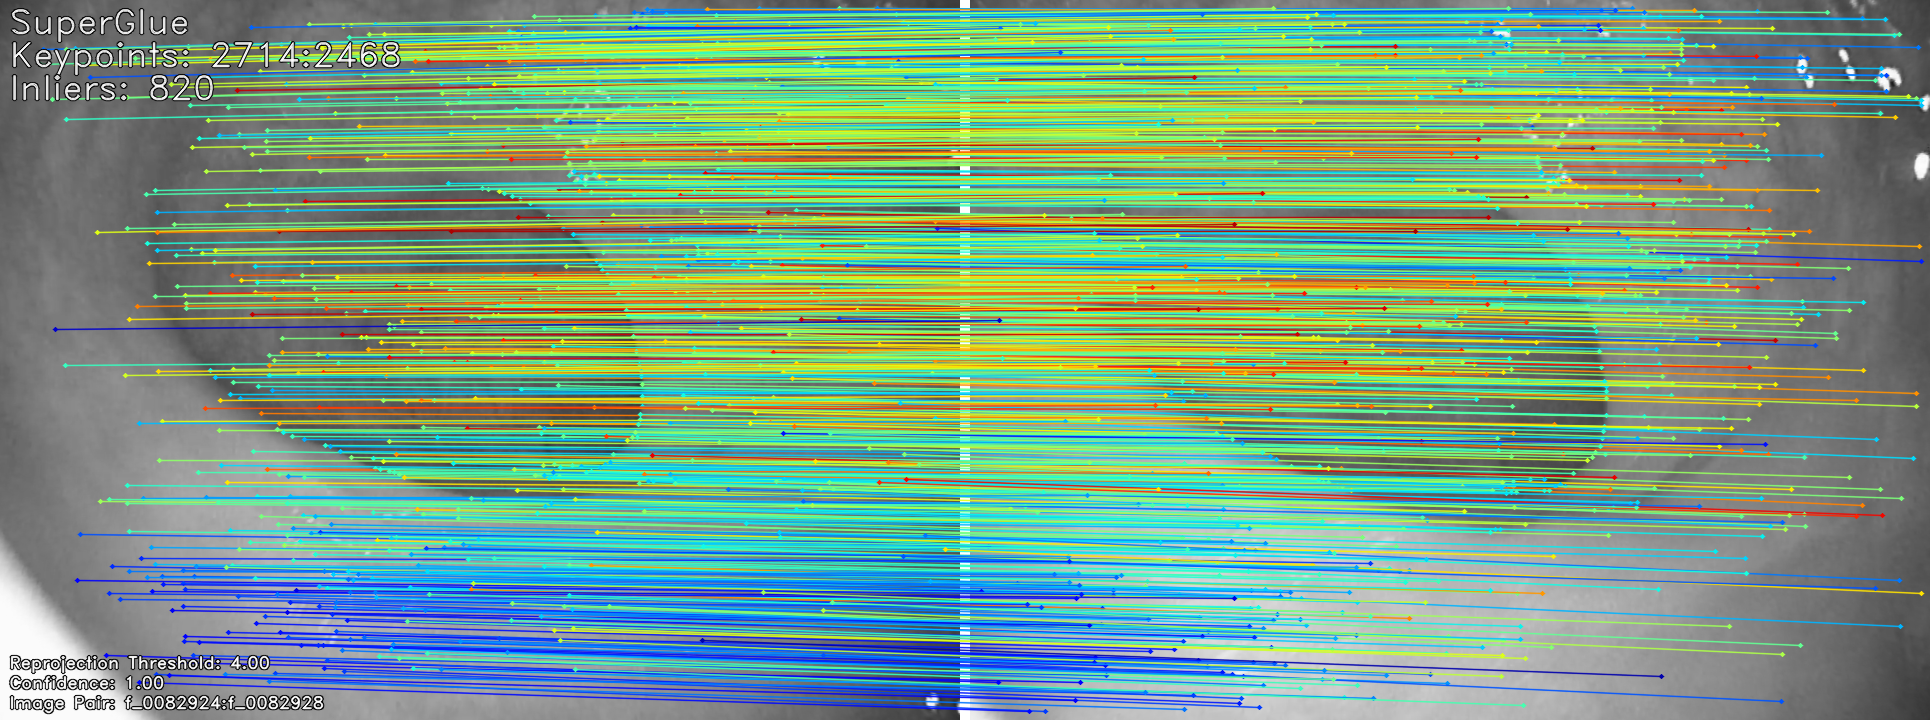 SuperGlue
Keypoints: 2714:2468
Inliers: 820
Reprojection Threshold: 4.00
Confidence: 1.00
Image Pair: f_0082924:f_0082928